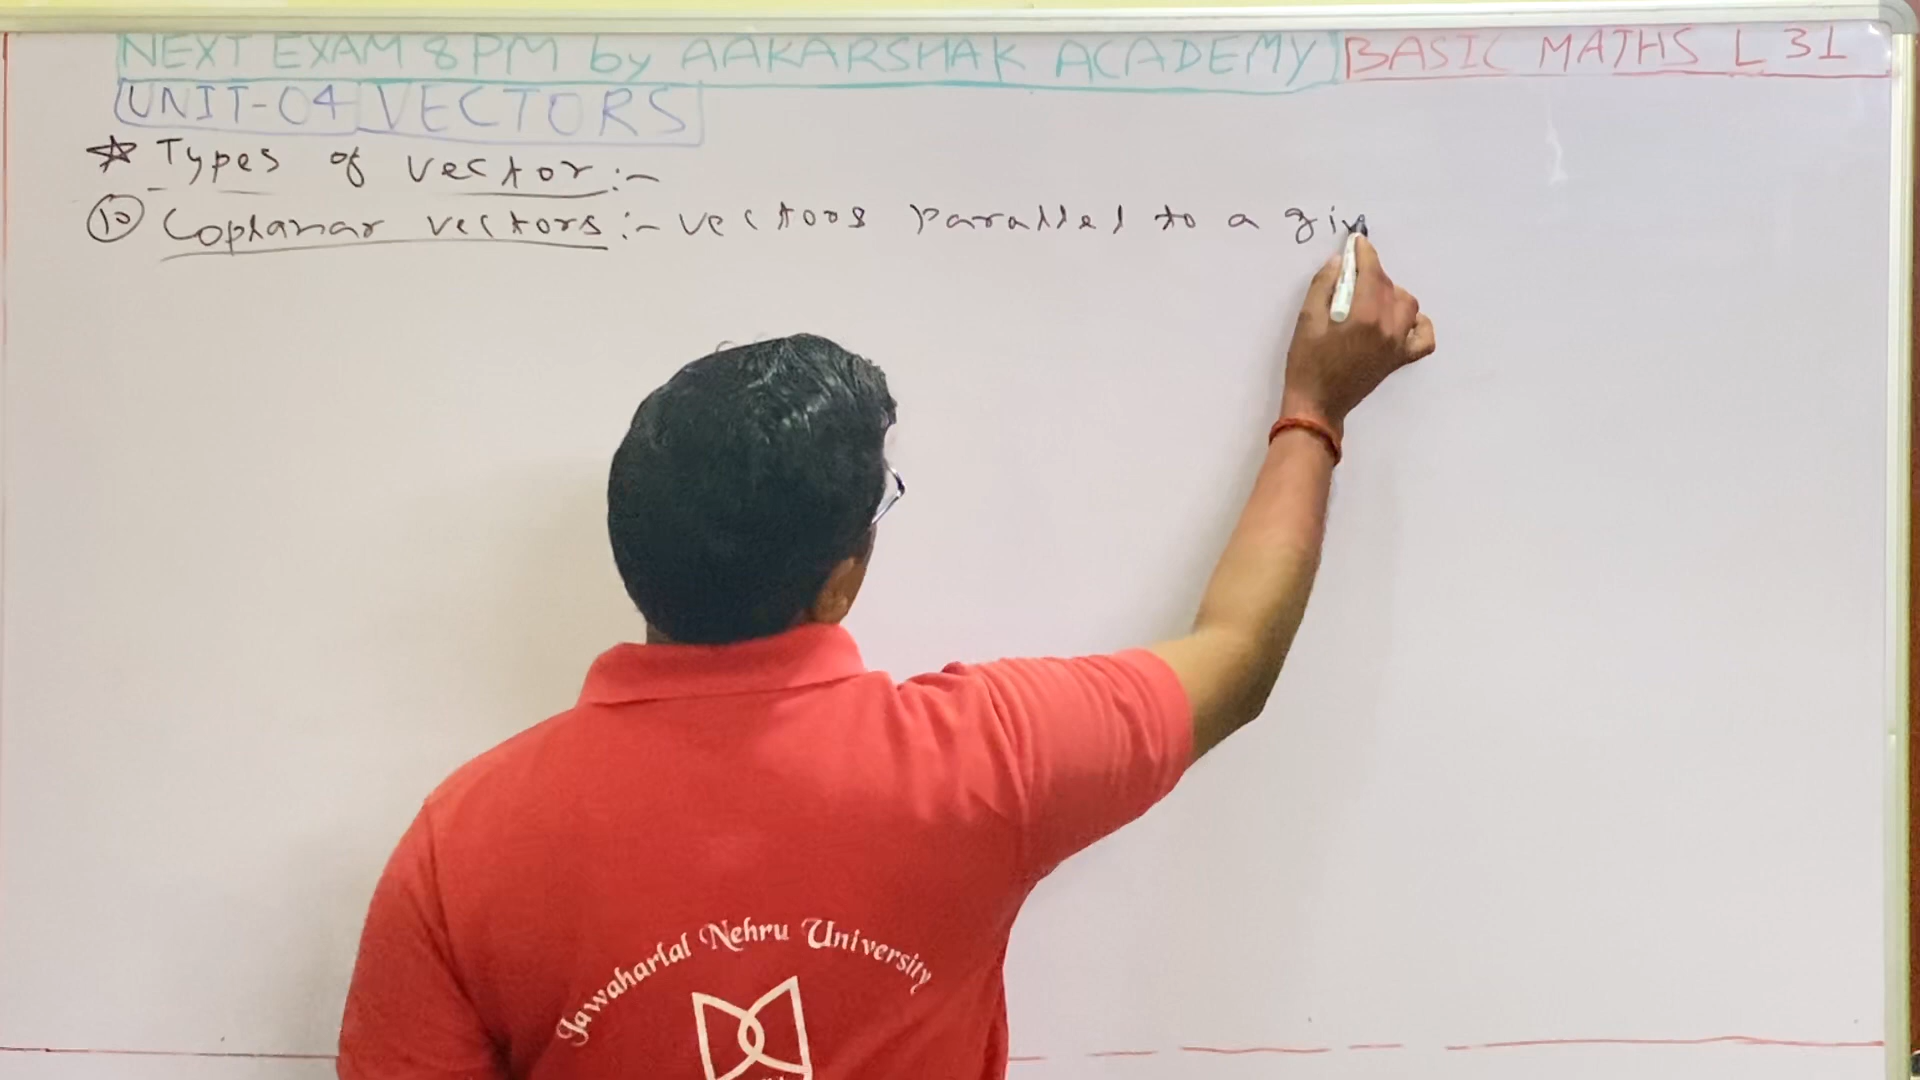 NEXT EXAM 8PM by AAKARSHAK ACADEMY BASIC MATHS L 31
UNIT-04 VECTORS
☆ Types of vector:-
10 Coplanar vectors:- vectors parallel to a giv
Jawaharlal Nehru University